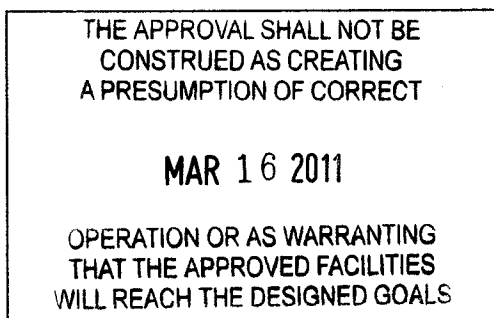 THE APPROVAL SHALL NOT BE
CONSTRUED AS CREATING
A PRESUMPTION OF CORRECT
MAR 16 2011
OPERATION OR AS WARRANTING
THAT THE APPROVED FACILITIES
WILL REACH THE DESIGNED GOALS